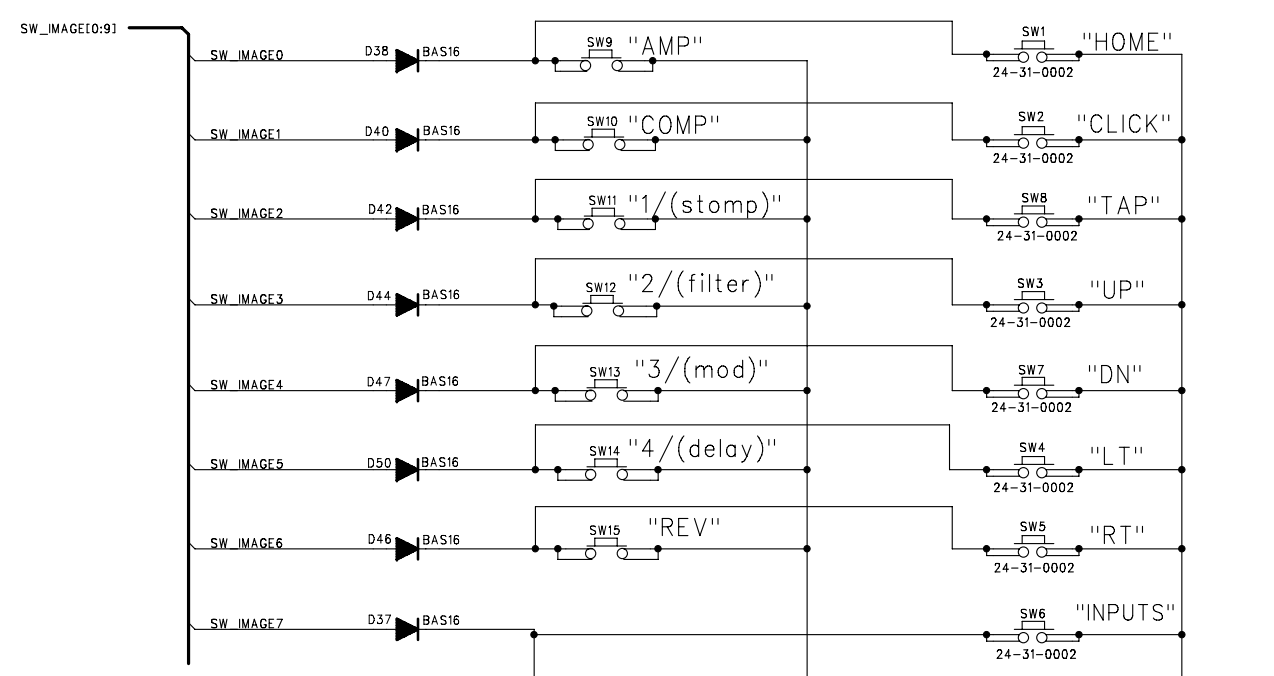 SW_IMAGE[0:9]
SW_IMAGE0 D38 BAS16 SW9 "AMP" SW1 "HOME"
24-31-0002
SW_IMAGE1 D40 BAS16 SW10 "COMP" SW2 "CLICK"
24-31-0002
SW_IMAGE2 D42 BAS16 SW11 "1/(stomp)" SW8 "TAP"
24-31-0002
SW_IMAGE3 D44 BAS16 SW12 "2/(filter)" SW3 "UP"
24-31-0002
SW_IMAGE4 D47 BAS16 SW13 "3/(mod)" SW7 "DN"
24-31-0002
SW_IMAGE5 D50 BAS16 SW14 "4/(delay)" SW4 "LT"
24-31-0002
SW_IMAGE6 D46 BAS16 SW15 "REV" SW5 "RT"
24-31-0002
SW_IMAGE7 D37 BAS16 SW6 "INPUTS"
24-31-0002